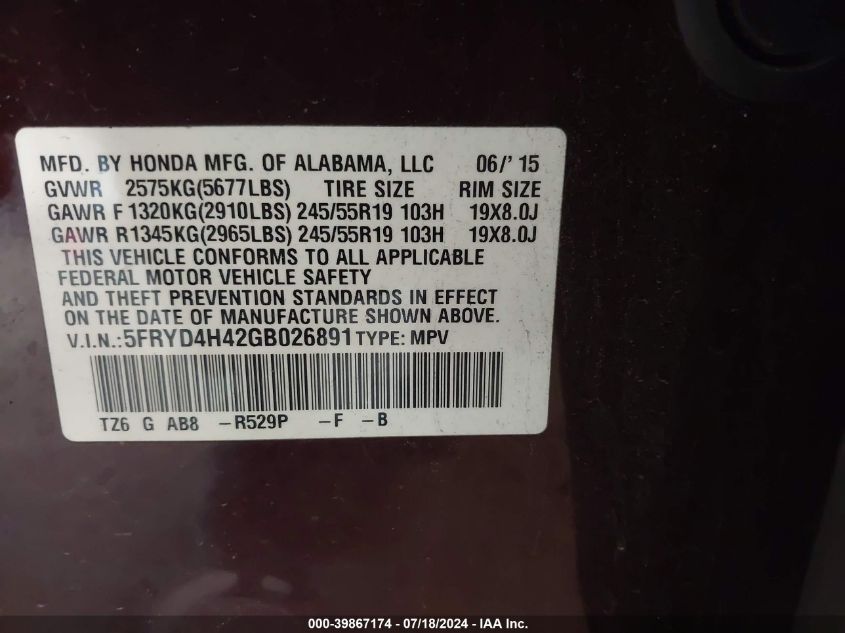 MFD. BY HONDA MFG. OF ALABAMA, LLC 06/'15
GVWR 2575KG(5677LBS) TIRE SIZE RIM SIZE
GAWR F 1320KG(2910LBS) 245/55R19 103H 19X8.0J
GAWR R1345KG(2965LBS) 245/55R19 103H 19X8.0J
THIS VEHICLE CONFORMS TO ALL APPLICABLE
FEDERAL MOTOR VEHICLE SAFETY
AND THEFT PREVENTION STANDARDS IN EFFECT
ON THE DATE OF MANUFACTURE SHOWN ABOVE.
V.I.N.:5FRYD4H42GB026891 TYPE: MPV
TZ6 G AB8 –R529P –F –B
000-39867174 | 07/18/2024 - IAA Inc.